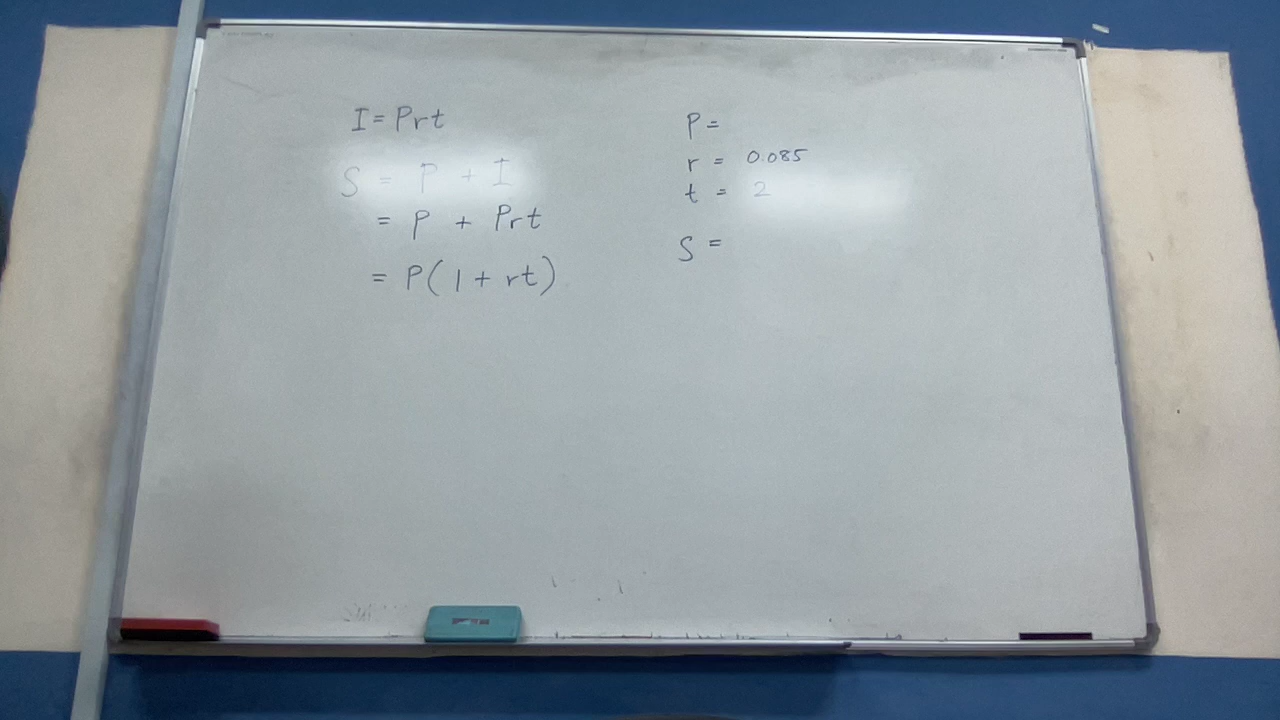 I = Prt
S = P + I
= P + Prt
= P(1 + rt)
P =
r = 0.085
t = 2
S =